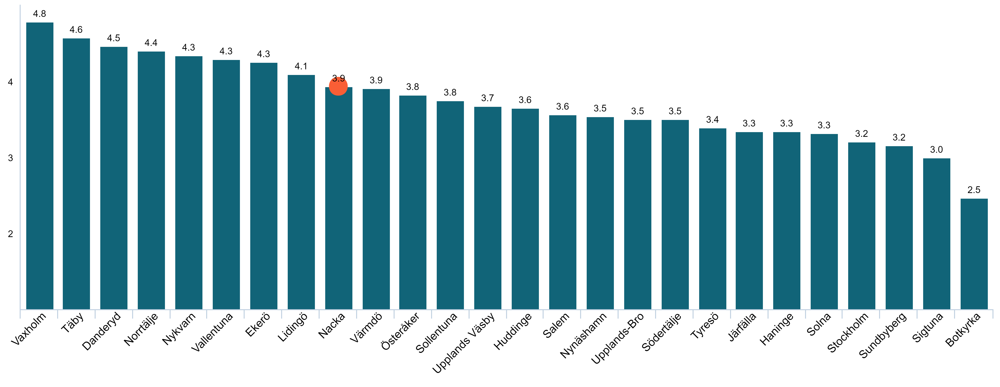 4.8
4.6
4.5
4.4
4.3
4.3
4.3
4.1
3.9
3.9
3.8
3.8
3.7
3.6
3.6
3.5
3.5
3.5
3.4
3.3
3.3
3.3
3.2
3.2
3.0
2.5
4
3
2
Vaxholm
Täby
Danderyd
Norrtälje
Nykvarn
Vallentuna
Ekerö
Lidingö
Nacka
Värmdö
Österåker
Sollentuna
Upplands Väsby
Huddinge
Salem
Nynäshamn
Upplands-Bro
Södertälje
Tyresö
Järfälla
Haninge
Solna
Stockholm
Sundbyberg
Sigtuna
Botkyrka